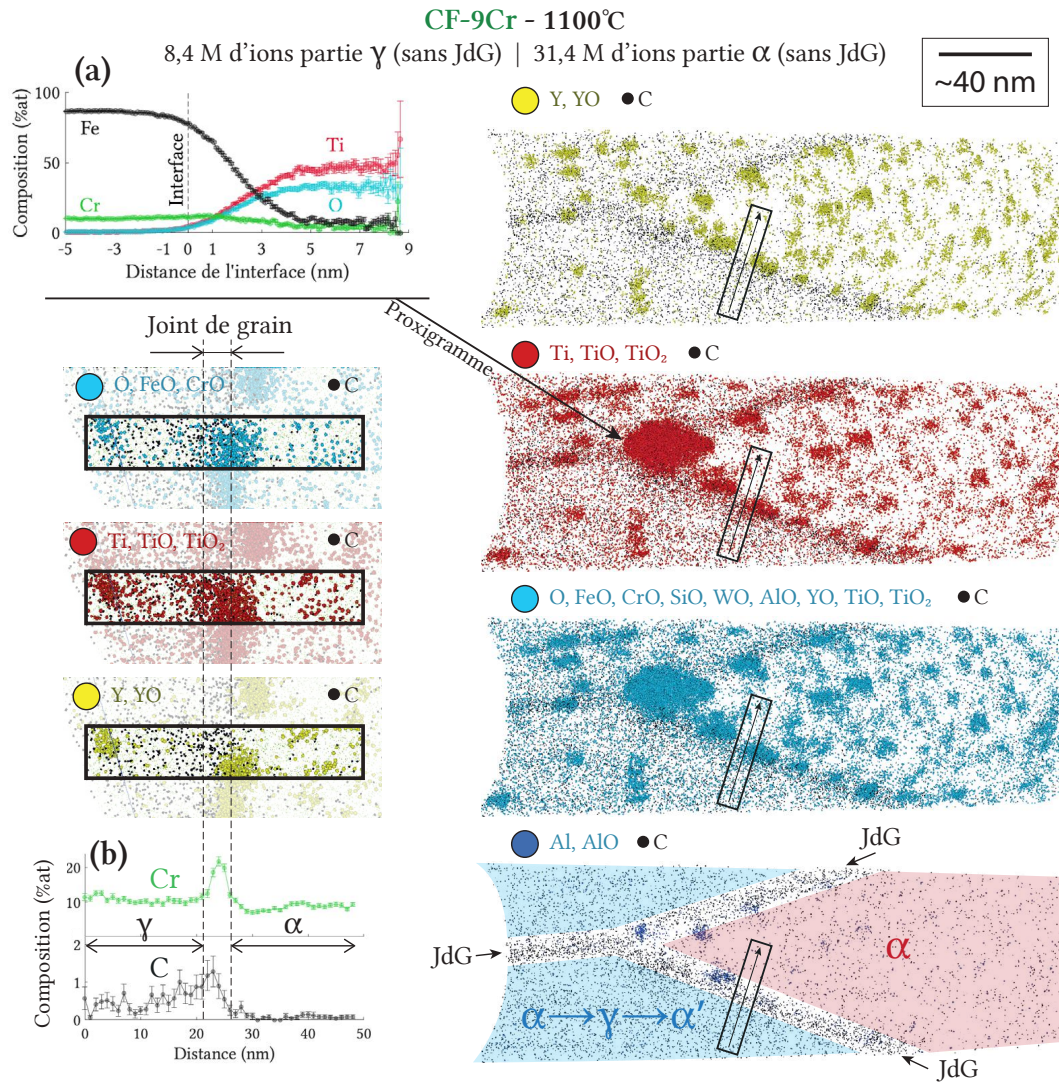 CF-9Cr - 1100°C
8,4 M d'ions partie γ (sans JdG) | 31,4 M d'ions partie α (sans JdG)
~40 nm
(a)
Composition (%at)
100
50
0
Fe
Cr
Ti
O
Interface
-5 -3 -1 0 1 3 5 7 9
Distance de l'interface (nm)
Proxigramme
Joint de grain
O, FeO, CrO
C
Ti, TiO, TiO₂
C
Y, YO
C
(b)
Composition (%at)
20
10
Cr
γ
α
2
1
0
C
0 10 20 30 40 50
Distance (nm)
Y, YO
C
Ti, TiO, TiO₂
C
O, FeO, CrO, SiO, WO, AlO, YO, TiO, TiO₂
C
Al, AlO
C
JdG
JdG
α
α→γ→α'
JdG